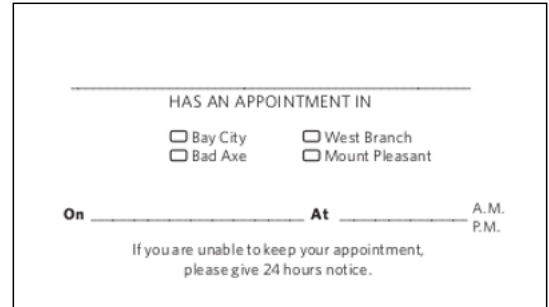 HAS AN APPOINTMENT IN
Bay City West Branch
Bad Axe Mount Pleasant
On At A.M.
P.M.
If you are unable to keep your appointment,
please give 24 hours notice.